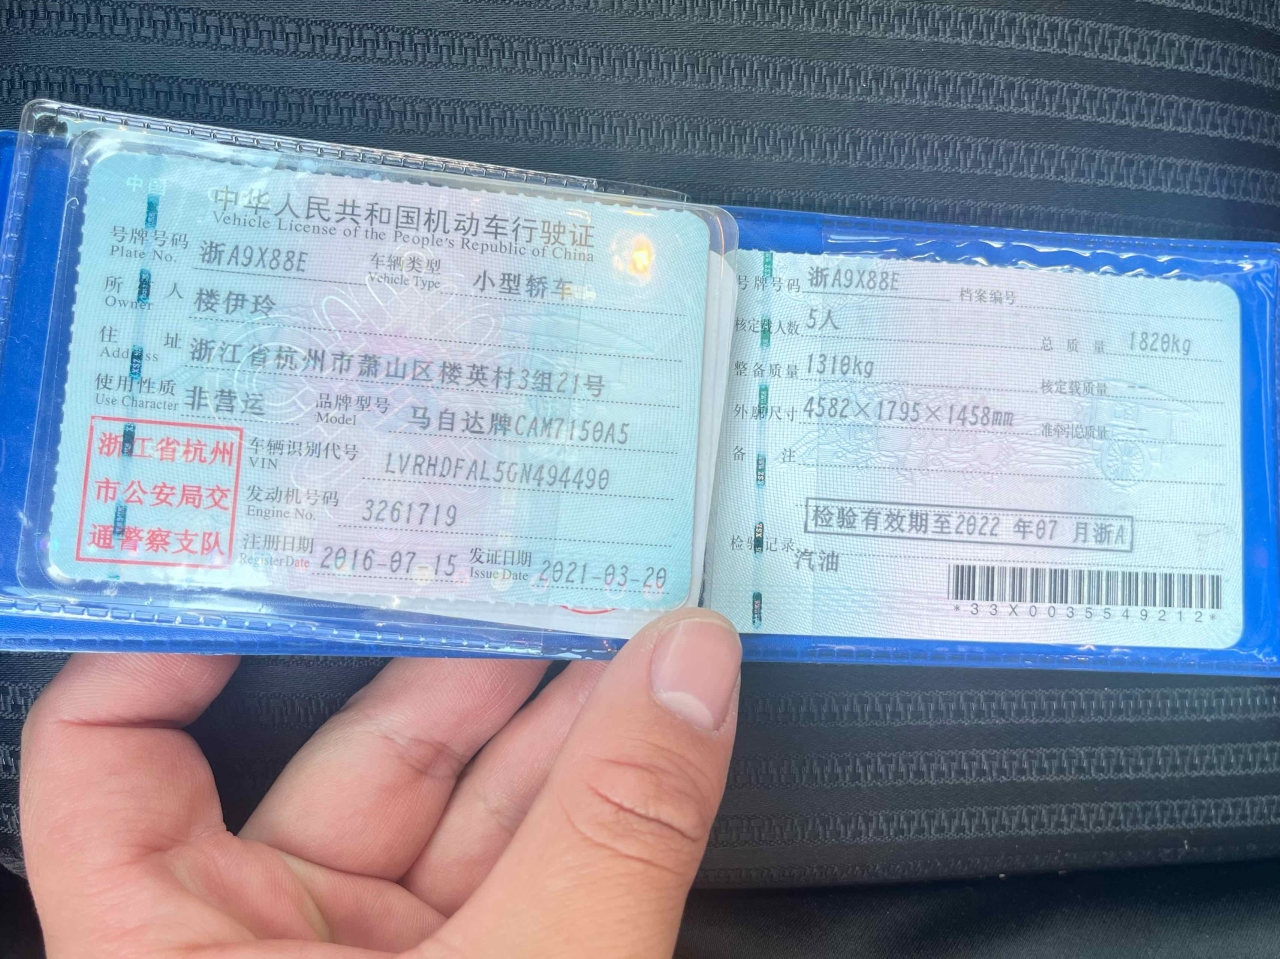 中国
中华人民共和国机动车行驶证
Vehicle License of the People's Republic of China
号牌号码 浙A9X88E 车辆类型 小型轿车
Plate No. Vehicle Type
所有人 楼伊玲
Owner
住址 浙江省杭州市萧山区楼英村3组21号
Address
使用性质 非营运 品牌型号 马自达牌CAM7150A5
Use Character Model
浙江省杭州
市公安局交
通警察支队
车辆识别代号 LVRHDFAL5GN494490
VIN
发动机号码 3261719
Engine No.
注册日期 2016-07-15 发证日期 2021-03-20
Register Date Issue Date
号牌号码 浙A9X88E 档案编号
核定载人数 5人 总质量 1820kg
整备质量 1310kg 核定载质量 --
外廓尺寸 4582×1795×1458mm 准牵引总质量 --
备注
检验有效期至2022 年07 月浙A
检验记录
汽油
*33X0035549212*